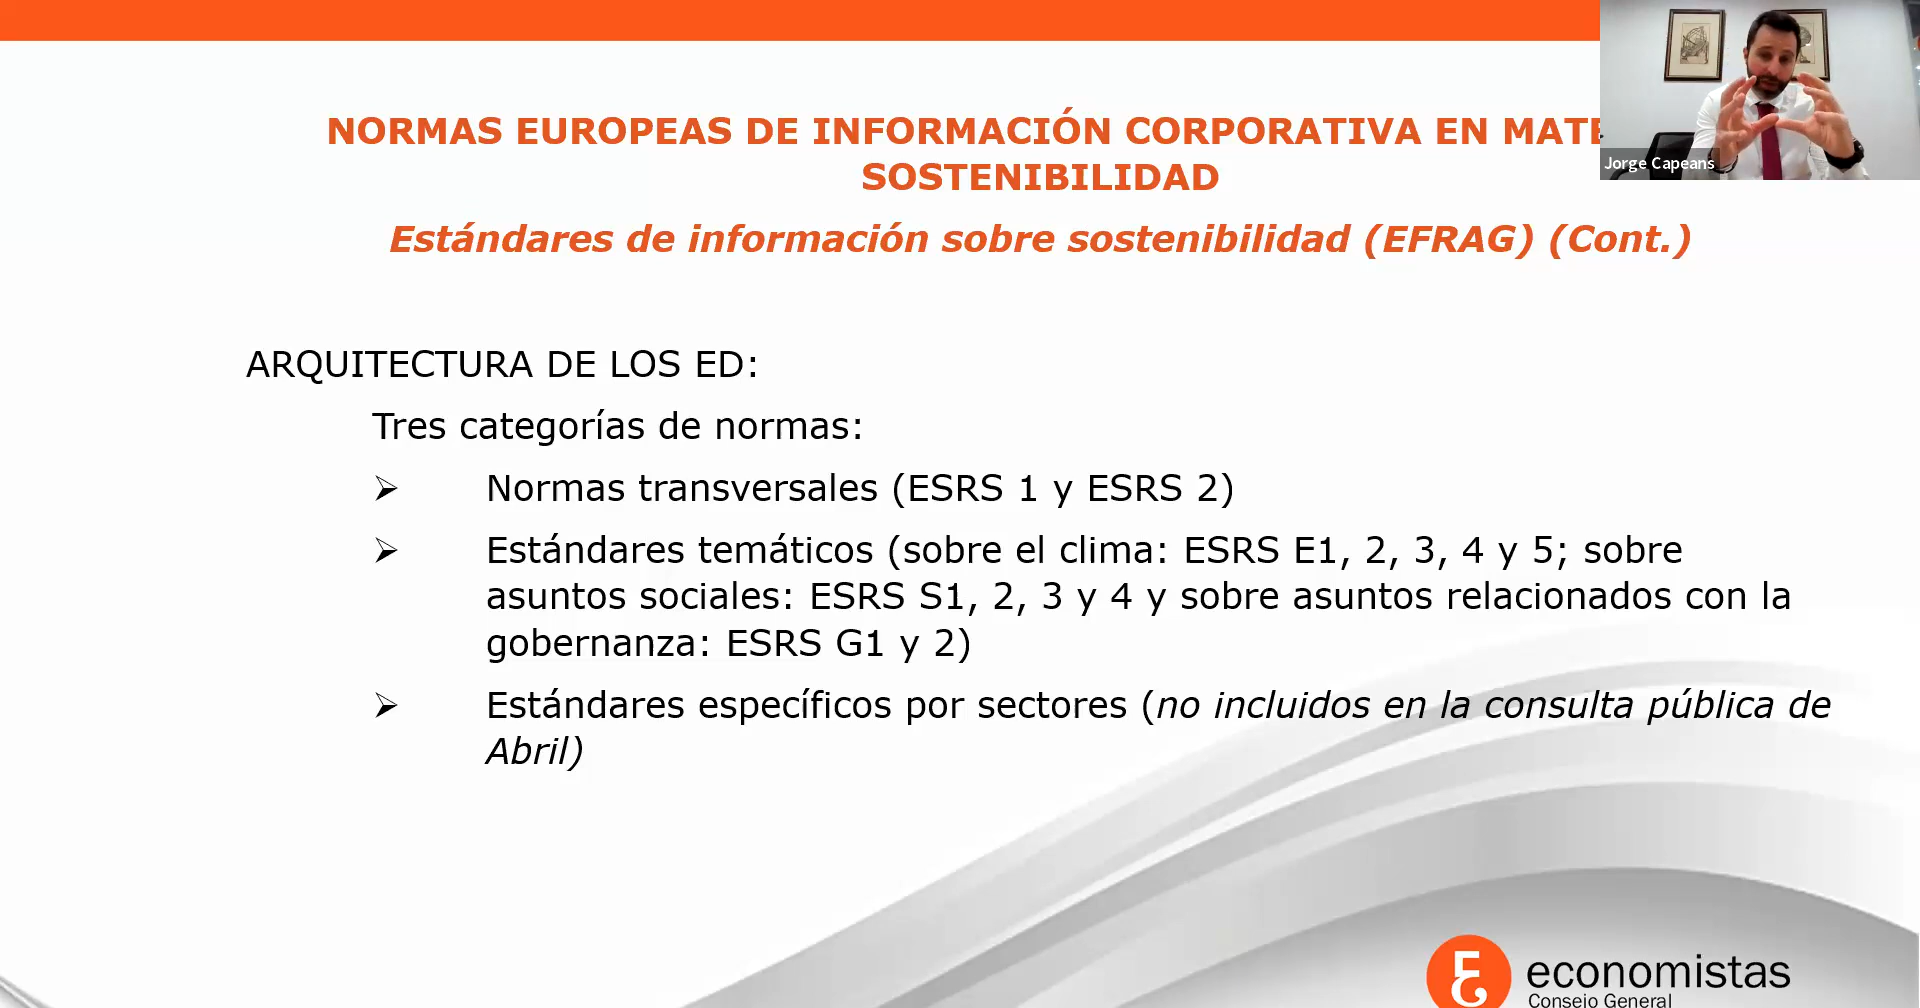 NORMAS EUROPEAS DE INFORMACIÓN CORPORATIVA EN MATE
SOSTENIBILIDAD
Estándares de información sobre sostenibilidad (EFRAG) (Cont.)
Jorge Capeans
ARQUITECTURA DE LOS ED:
Tres categorías de normas:
Normas transversales (ESRS 1 y ESRS 2)
Estándares temáticos (sobre el clima: ESRS E1, 2, 3, 4 y 5; sobre
asuntos sociales: ESRS S1, 2, 3 y 4 y sobre asuntos relacionados con la
gobernanza: ESRS G1 y 2)
Estándares específicos por sectores (no incluidos en la consulta pública de
Abril)
economistas
Consejo General